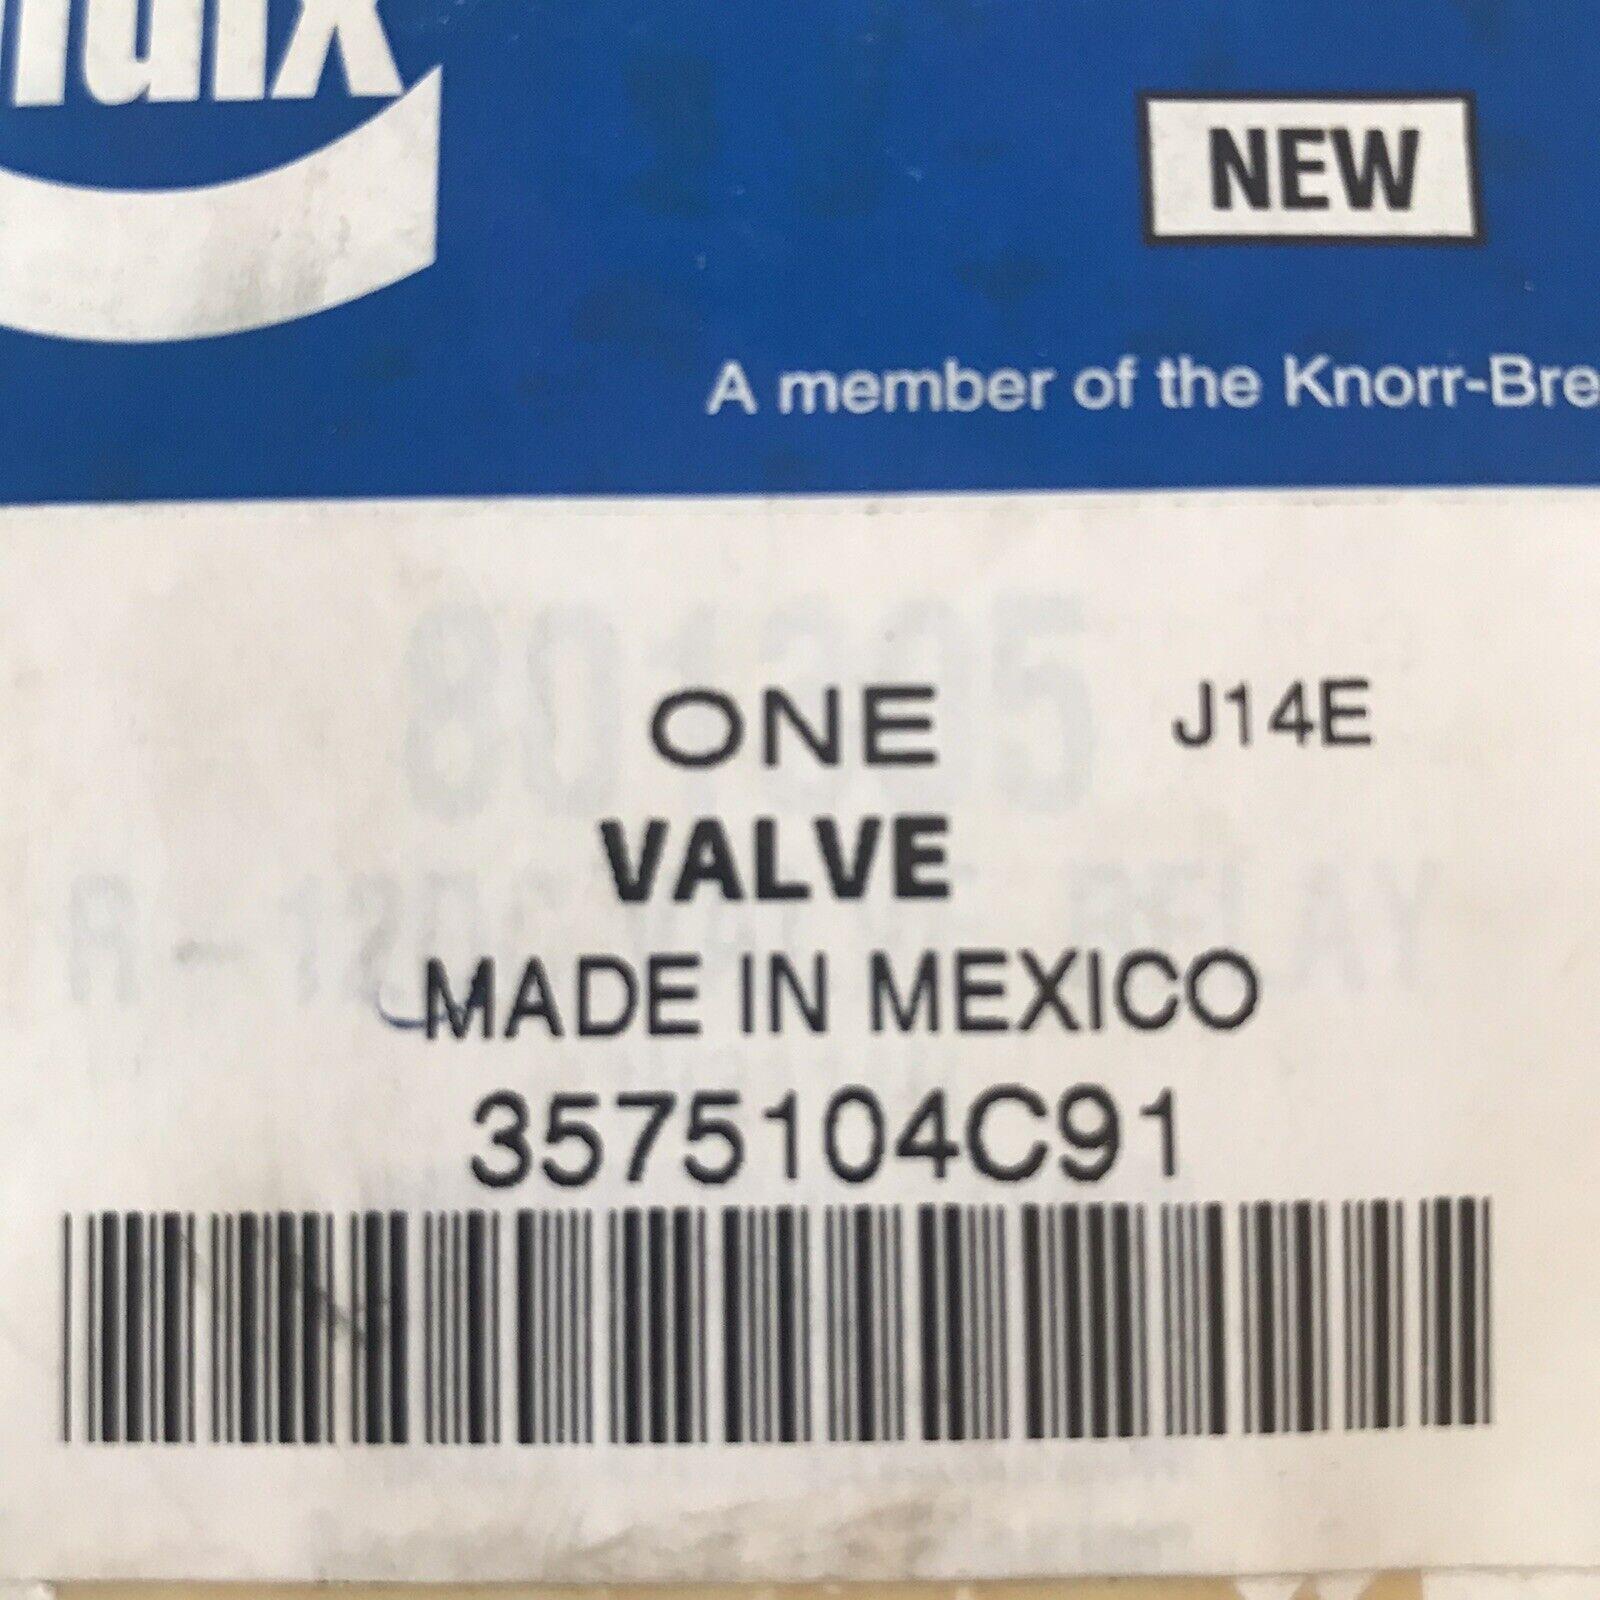 NEW
A member of the Knorr-Bre
ONE J14E
VALVE
MADE IN MEXICO
3575104C91